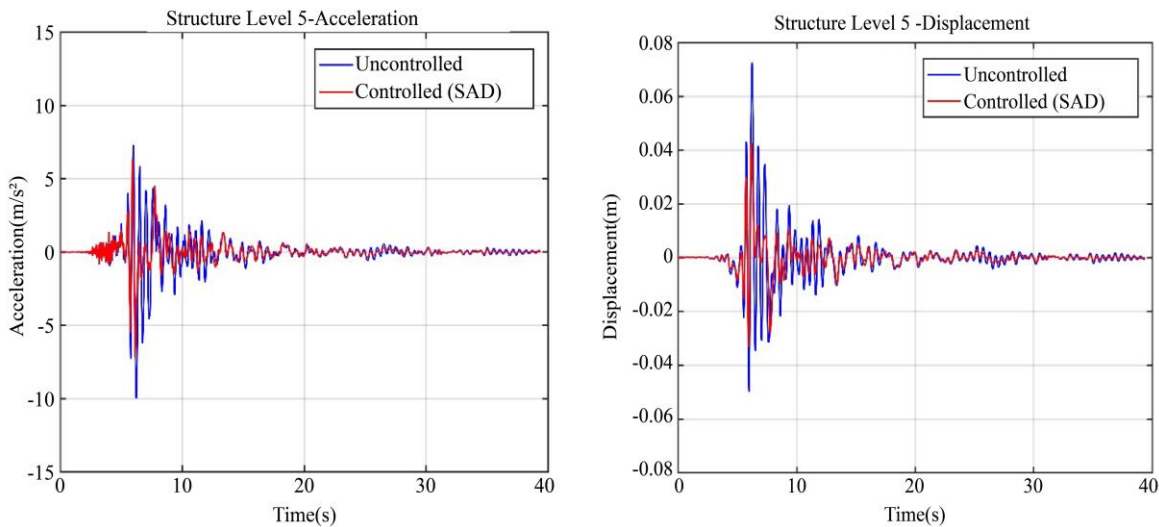 Structure Level 5-Acceleration
15
10
5
0
-5
-10
-15
Acceleration(m/s²)
Uncontrolled
Controlled (SAD)
0
10
20
30
40
Time(s)
Structure Level 5 -Displacement
0.08
0.06
0.04
0.02
0
-0.02
-0.04
-0.06
-0.08
Displacement(m)
Uncontrolled
Controlled (SAD)
0
10
20
30
40
Time(s)